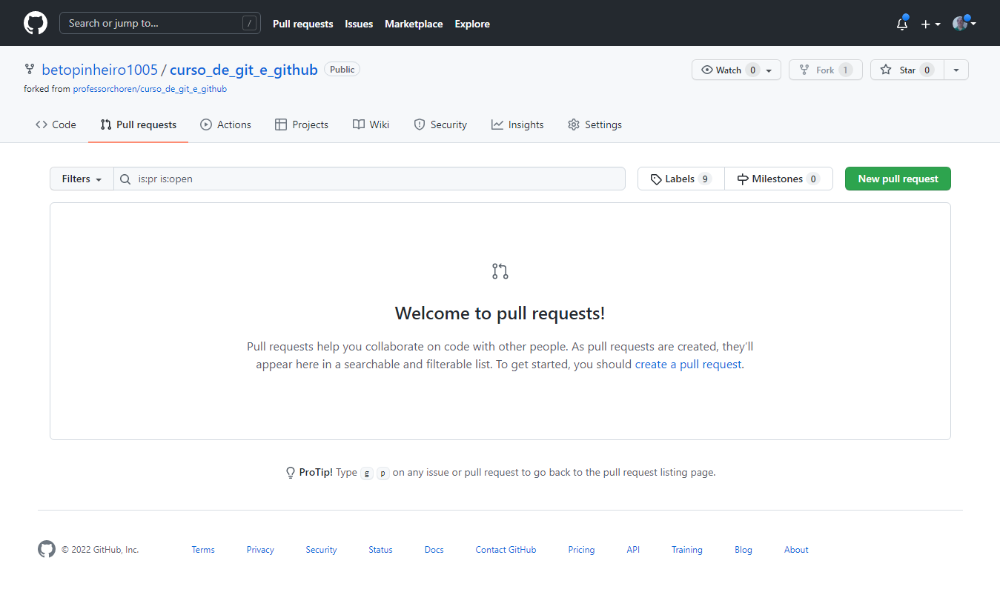 Search or jump to... / Pull requests Issues Marketplace Explore
betopinheiro1005 / curso_de_git_e_github Public Watch 0 Fork 1 Star 0
forked from professorchoren/curso_de_git_e_github
Code Pull requests Actions Projects Wiki Security Insights Settings
Filters is:pr is:open Labels 9 Milestones 0 New pull request
Welcome to pull requests!
Pull requests help you collaborate on code with other people. As pull requests are created, they'll
appear here in a searchable and filterable list. To get started, you should create a pull request.
ProTip! Type g p on any issue or pull request to go back to the pull request listing page.
© 2022 GitHub, Inc. Terms Privacy Security Status Docs Contact GitHub Pricing API Training Blog About